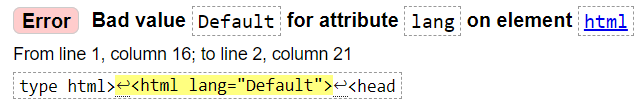 Error Bad value Default for attribute lang on element html
From line 1, column 16; to line 2, column 21
type html>↩<html lang="Default">↩<head